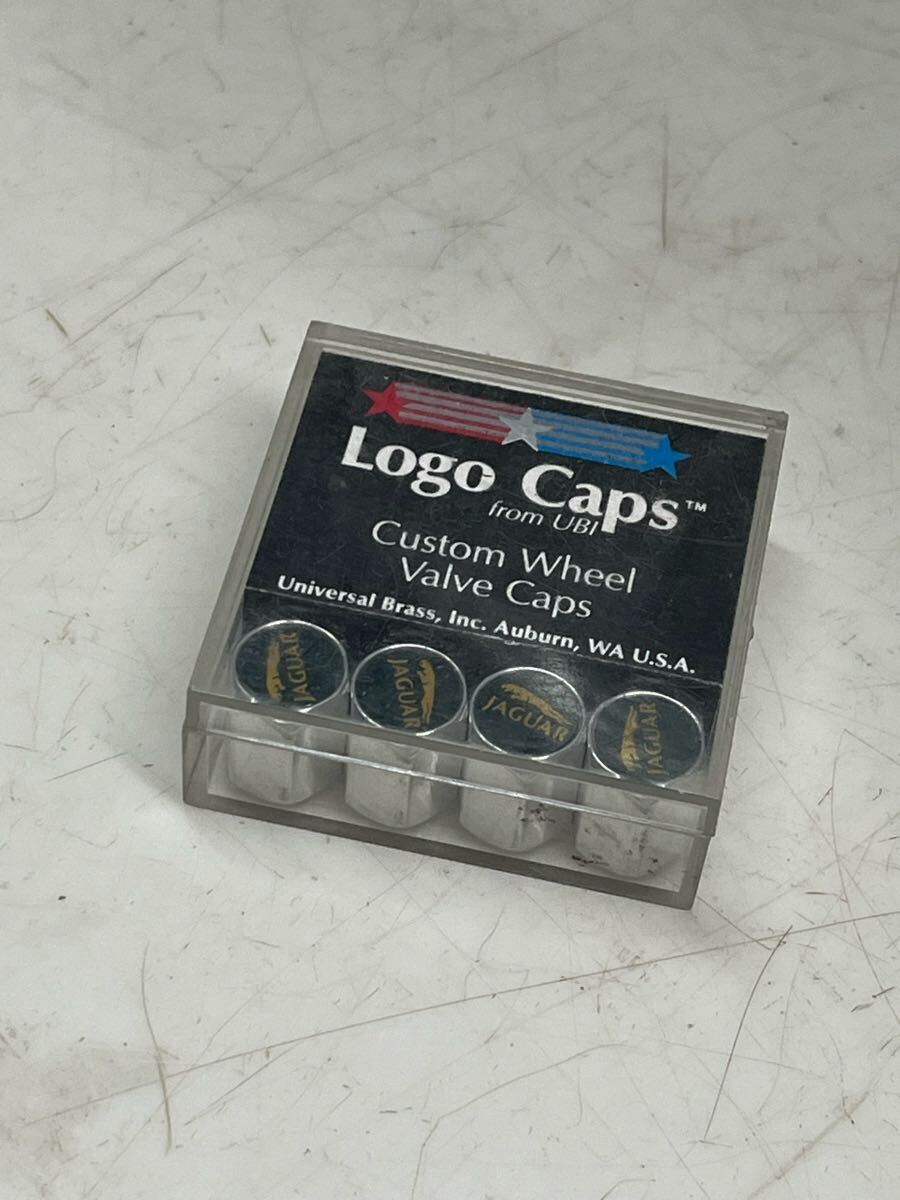 Logo Caps™
from UBI
Custom Wheel
Valve Caps
Universal Brass, Inc. Auburn, WA U.S.A.
JAGUAR
JAGUAR
JAGUAR
JAGUAR